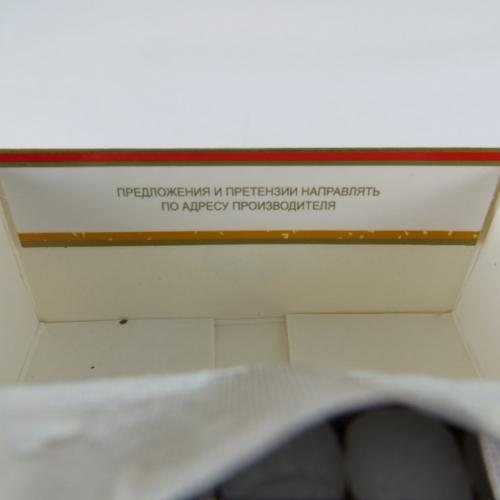 ПРЕДЛОЖЕНИЯ И ПРЕТЕНЗИИ НАПРАВЛЯТЬ
ПО АДРЕСУ ПРОИЗВОДИТЕЛЯ